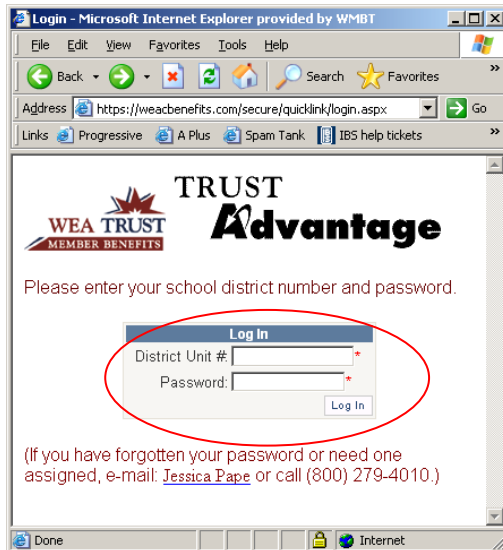 Login - Microsoft Internet Explorer provided by WMBT
File Edit View Favorites Tools Help
Back Search Favorites »
Address https://weacbenefits.com/secure/quicklink/login.aspx Go
Links Progressive A Plus Spam Tank IBS help tickets »
TRUST
WEA TRUST Advantage
MEMBER BENEFITS
Please enter your school district number and password.
Log In
District Unit #: *
Password: *
Log In
(If you have forgotten your password or need one
assigned, e-mail: Jessica Pape or call (800) 279-4010.)
Done Internet